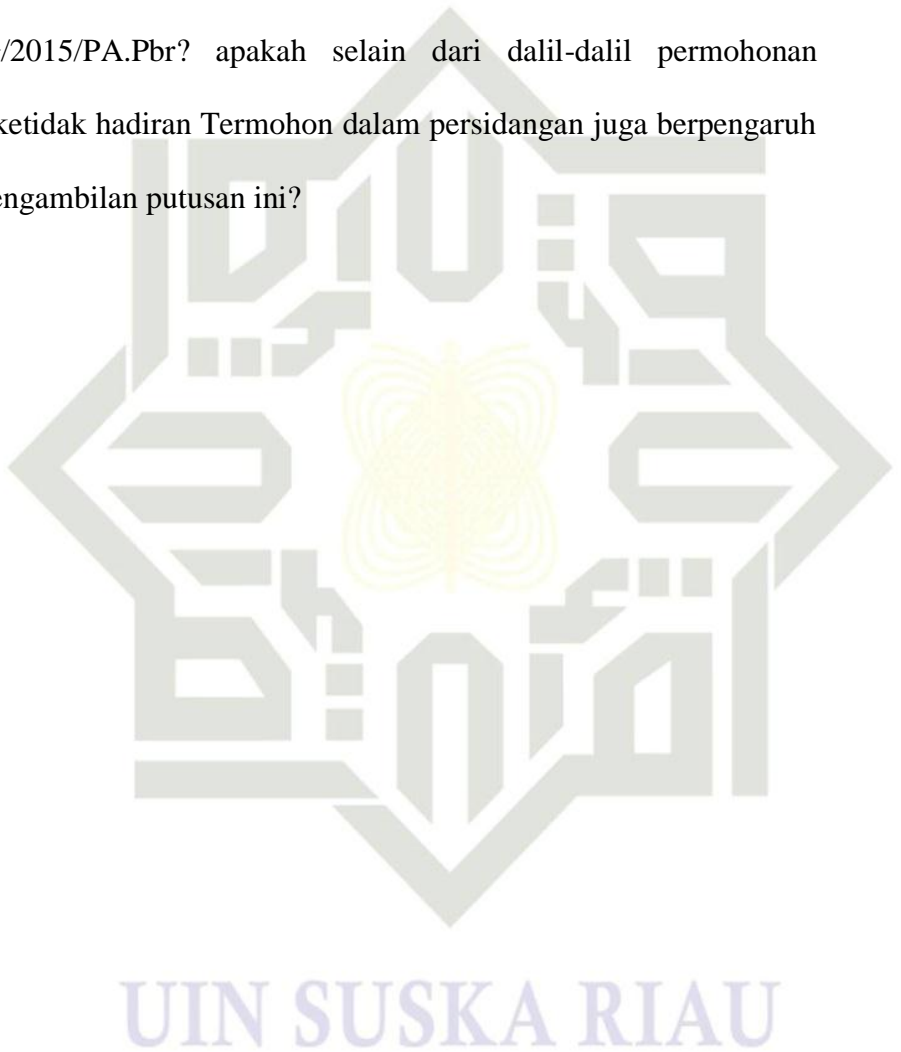 /2015/PA.Pbr? apakah selain dari dalil-dalil permohonan
ketidak hadiran Termohon dalam persidangan juga berpengaruh
engambilan putusan ini?
UIN SUSKA RIAU